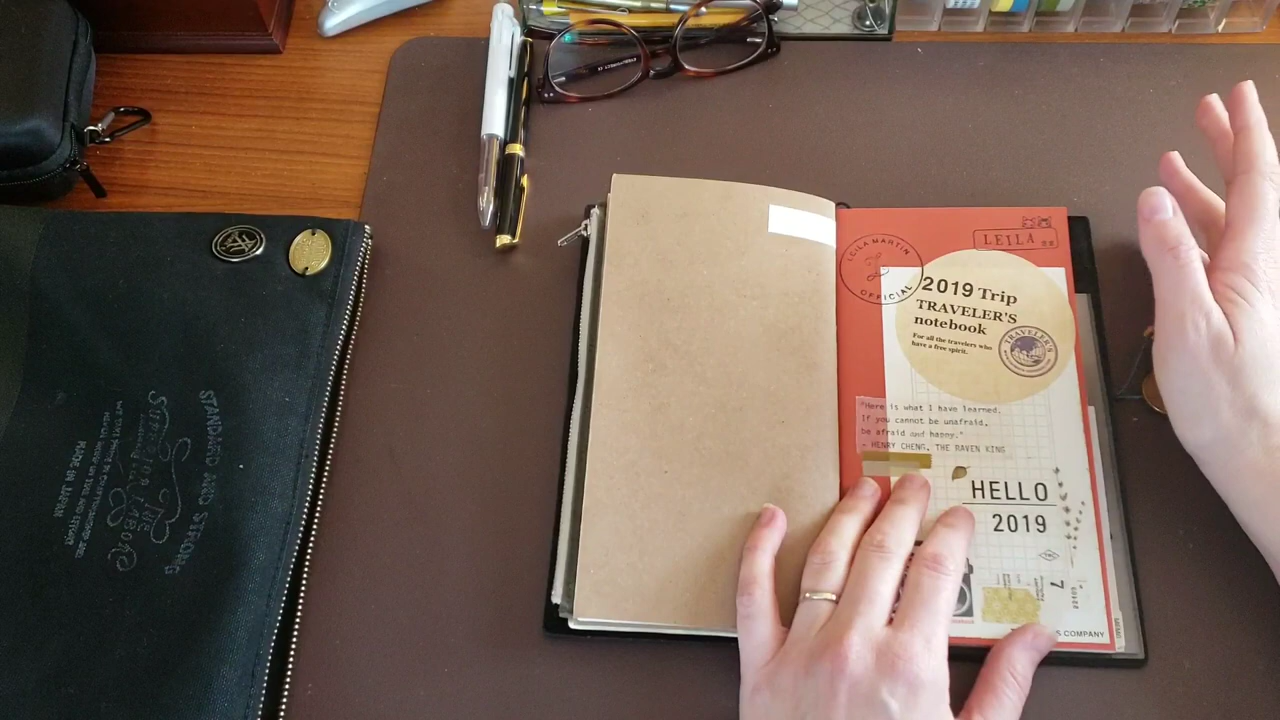 LEILA
LEILA MARTIN
OFFICIAL
2019 Trip
TRAVELER'S
notebook
For all the travelers who
have a free spirit.
TRAVELER'S
"Here is what I have learned.
If you cannot be unafraid,
be afraid and happy."
- HENRY CHENG, THE RAVEN KING
HELLO
2019
7
S COMPANY
STANDARD AND STRONG
MADE IN JAPAN